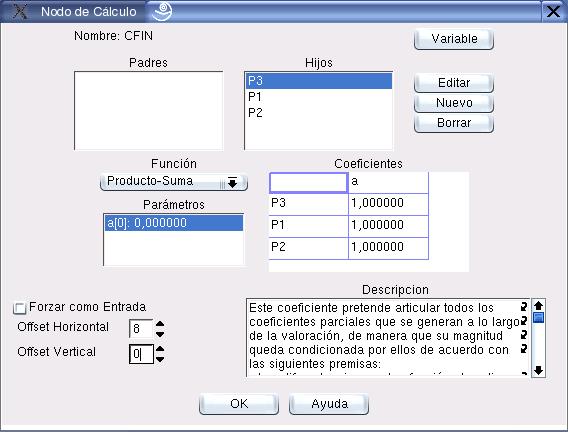 Nodo de Cálculo
Nombre: CFIN
Variable
Padres
Hijos
P3
P1
P2
Editar
Nuevo
Borrar
Función
Producto-Suma
Parámetros
a[0]: 0,000000
Coeficientes
a
P3 1,000000
P1 1,000000
P2 1,000000
Forzar como Entrada
Offset Horizontal 8
Offset Vertical 0
Descripcion
Este coeficiente pretende articular todos los
coeficientes parciales que se generan a lo largo
de la valoración, de manera que su magnitud
queda condicionada por ellos de acuerdo con
las siguientes premisas:
OK
Ayuda